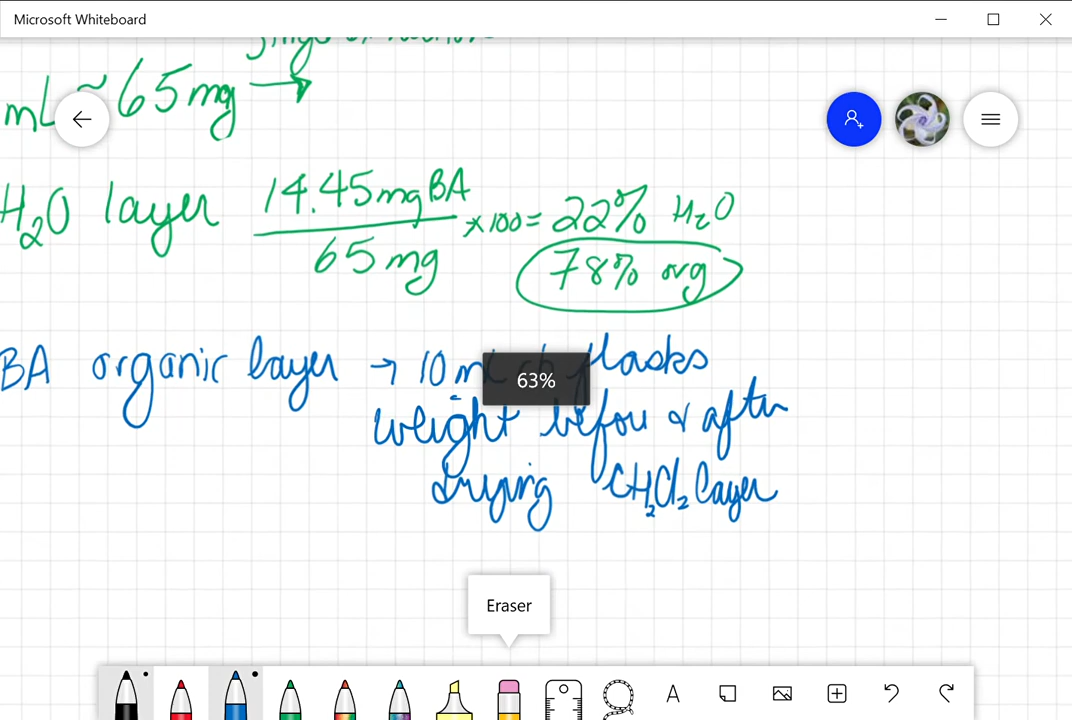 Microsoft Whiteboard
mL ~ 65 mg →
H₂O layer 14.45 mg BA / 65 mg × 100 = 22% H₂O
78% org
BA organic layer → 10 mL flasks
63%
weight before & after
drying CH₂Cl₂ layer
Eraser
A